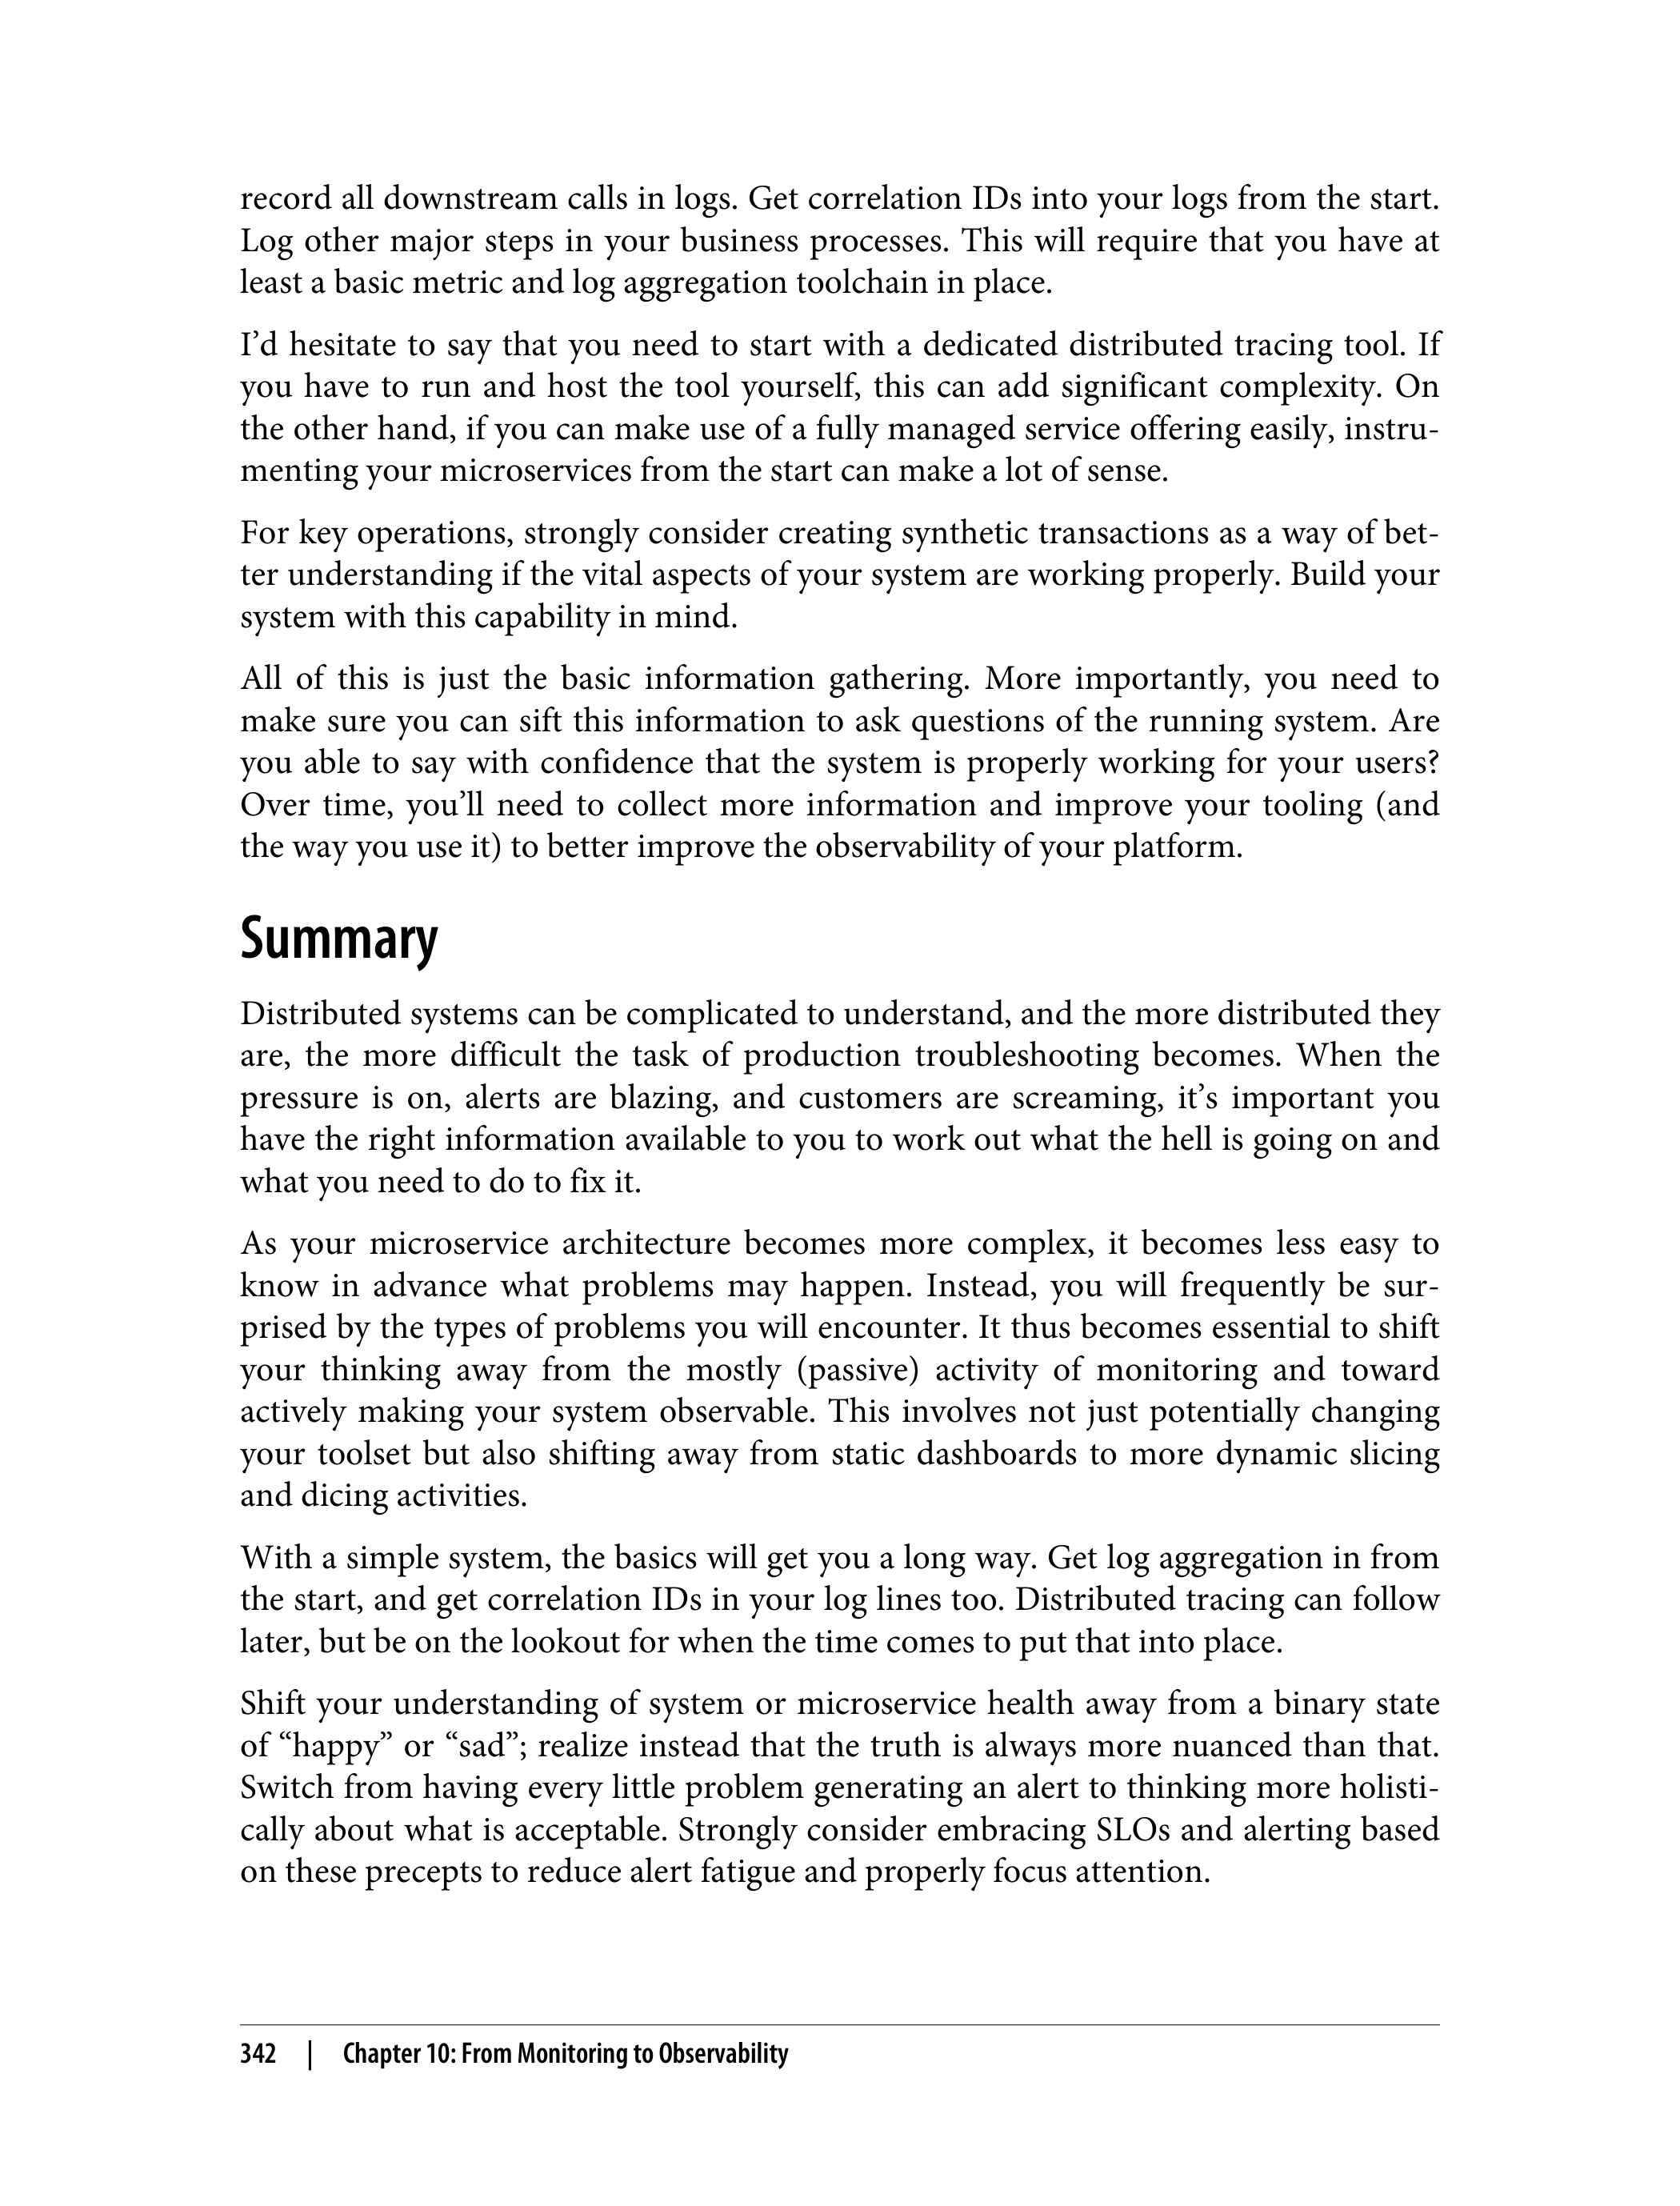 record all downstream calls in logs. Get correlation IDs into your logs from the start.
Log other major steps in your business processes. This will require that you have at
least a basic metric and log aggregation toolchain in place.
I’d hesitate to say that you need to start with a dedicated distributed tracing tool. If
you have to run and host the tool yourself, this can add significant complexity. On
the other hand, if you can make use of a fully managed service offering easily, instru-
menting your microservices from the start can make a lot of sense.
For key operations, strongly consider creating synthetic transactions as a way of bet-
ter understanding if the vital aspects of your system are working properly. Build your
system with this capability in mind.
All of this is just the basic information gathering. More importantly, you need to
make sure you can sift this information to ask questions of the running system. Are
you able to say with confidence that the system is properly working for your users?
Over time, you’ll need to collect more information and improve your tooling (and
the way you use it) to better improve the observability of your platform.
Summary
Distributed systems can be complicated to understand, and the more distributed they
are, the more difficult the task of production troubleshooting becomes. When the
pressure is on, alerts are blazing, and customers are screaming, it’s important you
have the right information available to you to work out what the hell is going on and
what you need to do to fix it.
As your microservice architecture becomes more complex, it becomes less easy to
know in advance what problems may happen. Instead, you will frequently be sur-
prised by the types of problems you will encounter. It thus becomes essential to shift
your thinking away from the mostly (passive) activity of monitoring and toward
actively making your system observable. This involves not just potentially changing
your toolset but also shifting away from static dashboards to more dynamic slicing
and dicing activities.
With a simple system, the basics will get you a long way. Get log aggregation in from
the start, and get correlation IDs in your log lines too. Distributed tracing can follow
later, but be on the lookout for when the time comes to put that into place.
Shift your understanding of system or microservice health away from a binary state
of “happy” or “sad”; realize instead that the truth is always more nuanced than that.
Switch from having every little problem generating an alert to thinking more holisti-
cally about what is acceptable. Strongly consider embracing SLOs and alerting based
on these precepts to reduce alert fatigue and properly focus attention.
342 | Chapter 10: From Monitoring to Observability